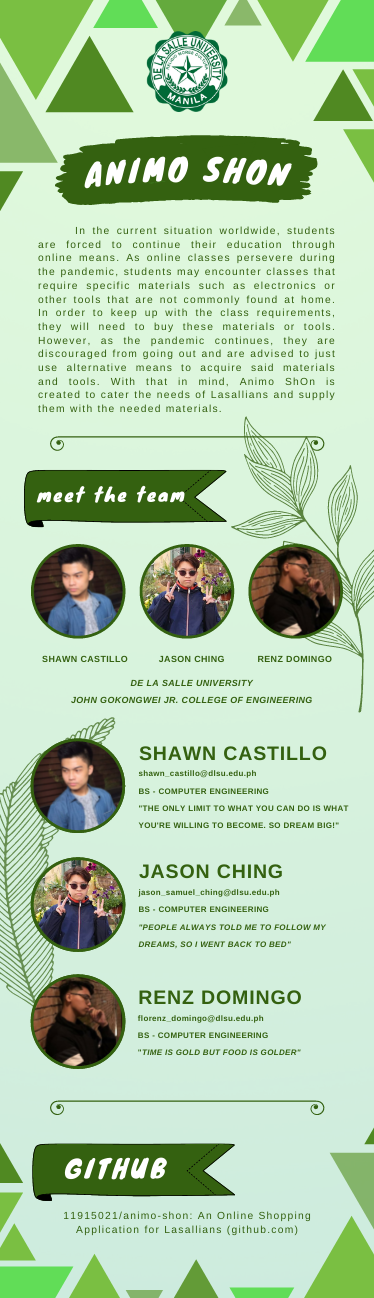 DE LA SALLE UNIVERSITY
MANILA
ANIMO SHON
In the current situation worldwide, students
are forced to continue their education through
online means. As online classes persevere during
the pandemic, students may encounter classes that
require specific materials such as electronics or
other tools that are not commonly found at home.
In order to keep up with the class requirements,
they will need to buy these materials or tools.
However, as the pandemic continues, they are
discouraged from going out and are advised to just
use alternative means to acquire said materials
and tools. With that in mind, Animo ShOn is
created to cater the needs of Lasallians and supply
them with the needed materials.
meet the team
SHAWN CASTILLO JASON CHING RENZ DOMINGO
DE LA SALLE UNIVERSITY
JOHN GOKONGWEI JR. COLLEGE OF ENGINEERING
SHAWN CASTILLO
shawn_castillo@dlsu.edu.ph
BS - COMPUTER ENGINEERING
"THE ONLY LIMIT TO WHAT YOU CAN DO IS WHAT
YOU'RE WILLING TO BECOME. SO DREAM BIG!"
JASON CHING
jason_samuel_ching@dlsu.edu.ph
BS - COMPUTER ENGINEERING
"PEOPLE ALWAYS TOLD ME TO FOLLOW MY
DREAMS, SO I WENT BACK TO BED"
RENZ DOMINGO
florenz_domingo@dlsu.edu.ph
BS - COMPUTER ENGINEERING
"TIME IS GOLD BUT FOOD IS GOLDER"
GITHUB
11915021/animo-shon: An Online Shopping
Application for Lasallians (github.com)